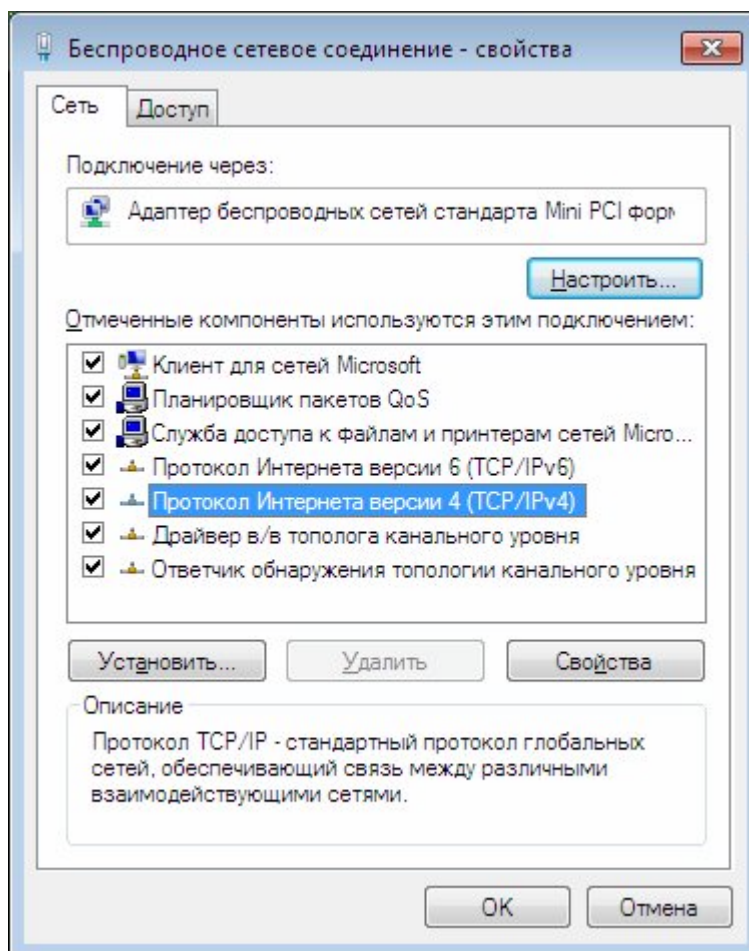 Беспроводное сетевое соединение - свойства
Сеть
Доступ
Подключение через:
Адаптер беспроводных сетей стандарта Mini PCI форм
Настроить...
Отмеченные компоненты используются этим подключением:
Клиент для сетей Microsoft
Планировщик пакетов QoS
Служба доступа к файлам и принтерам сетей Micro...
Протокол Интернета версии 6 (TCP/IPv6)
Протокол Интернета версии 4 (TCP/IPv4)
Драйвер в/в тополога канального уровня
Ответчик обнаружения топологии канального уровня
Установить...
Удалить
Свойства
Описание
Протокол TCP/IP - стандартный протокол глобальных
сетей, обеспечивающий связь между различными
взаимодействующими сетями.
OK
Отмена